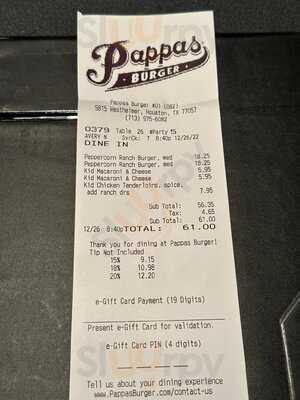 Pappas
BURGER
Pappas Burger #01 (082)
5815 Westheimer, Houston, TX 77057
(713) 975-6082
0379 Table 26 #Party 5
AVERY N SvrCk: 7 8:40p 12/26/22
DINE IN
Peppercorn Ranch Burger, med 18.25
Peppercorn Ranch Burger, med 18.25
Kid Macaroni & Cheese 5.95
Kid Macaroni & Cheese 5.95
Kid Chicken Tenderloins, spice,
add ranch drs 7.95
Sub Total: 56.35
Tax: 4.65
Sub Total: 61.00
12/26 8:40p TOTAL: 61.00
Thank you for dining at Pappas Burger!
Tip Not Included
15% 9.15
18% 10.98
20% 12.20
e-Gift Card Payment (19 Digits)
Present e-Gift Card for validation.
e-Gift Card PIN (4 digits)
Tell us about your dining experience
www.PappasBurger.com/contact-us